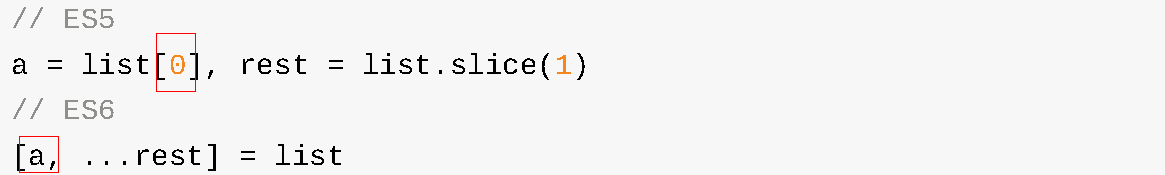 // ES5
a = list[0], rest = list.slice(1)
// ES6
[a, ...rest] = list